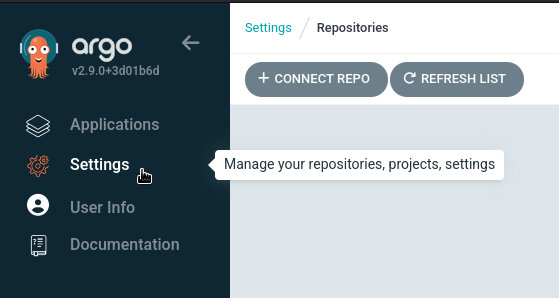 argo
v2.9.0+3d01b6d
Applications
Settings
User Info
Documentation
Settings / Repositories
+ CONNECT REPO
REFRESH LIST
Manage your repositories, projects, settings